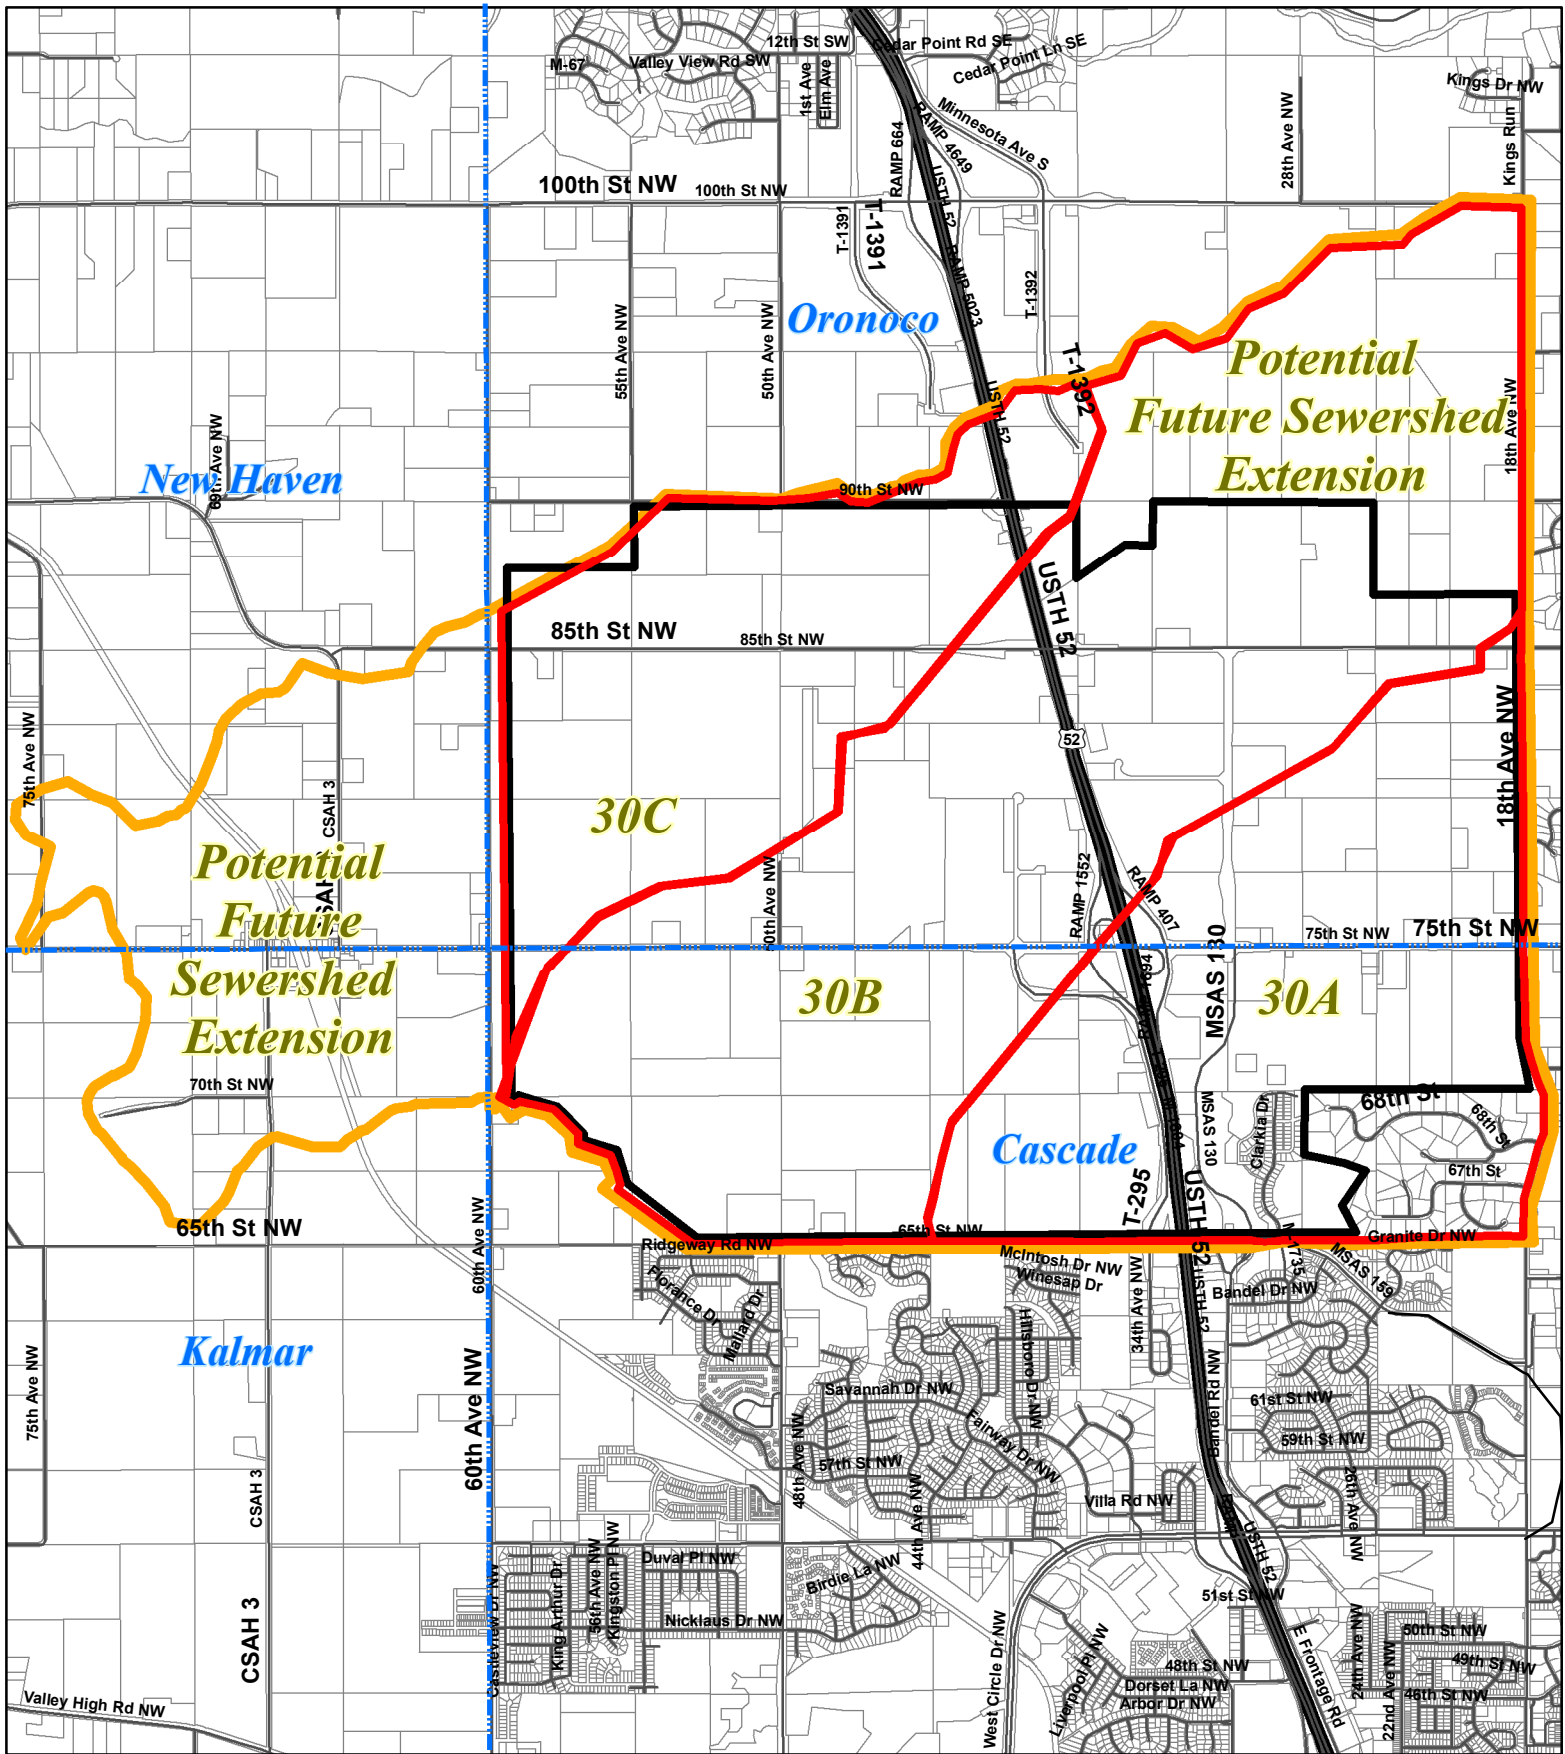 12th St SW
Cedar Point Rd SE
M-67
Valley View Rd SW
Cedar Point Ln SE
Kings Dr NW
1st Ave
Elm Ave
Minnesota Ave S
28th Ave NW
Kings Run
RAMP 664
RAMP 4649
USTH 52
100th St NW
100th St NW
T-1391
T-1391
RAMP 5023
T-1392
Oronoco
55th Ave NW
50th Ave NW
T-1392
Potential
Future Sewershed
Extension
USTH 52
18th Ave NW
69th Ave NW
New Haven
90th St NW
USTH 52
85th St NW
85th St NW
75th Ave NW
52
18th Ave NW
CSAH 3
30C
Potential
Future
Sewershed
Extension
50th Ave NW
RAMP 1552
RAMP 407
MSAS 130
75th St NW
75th St NW
30B
30A
70th St NW
MSAS 130
Clarkia Dr
68th St
68th St
67th St
Cascade
T-295
USTH 52
65th St NW
65th St NW
60th Ave NW
Ridgeway Rd NW
Granite Dr NW
McIntosh Dr NW
Winesap Dr
M-1735
MSAS 159
Florance Dr
Mallard Dr
34th Ave NW
USTH 52
Bandel Dr NW
Kalmar
75th Ave NW
60th Ave NW
Hillsboro Dr NW
Savannah Dr NW
Bandel Rd NW
61st St NW
Fairway Dr NW
59th St NW
48th Ave NW
57th St NW
44th Ave NW
Villa Rd NW
26th Ave NW
CSAH 3
RAMP
USTH 52
Duval Pl NW
Birdie La NW
King Arthur Dr
56th Ave NW
Kingston Pl NW
51st St NW
Castleview Dr NW
Nicklaus Dr NW
CSAH 3
West Circle Dr NW
Liverpool Pl NW
E Frontage Rd
24th Ave NW
22nd Ave NW
50th St NW
49th St NW
48th St NW
Dorset La NW
46th St NW
Arbor Dr NW
Valley High Rd NW